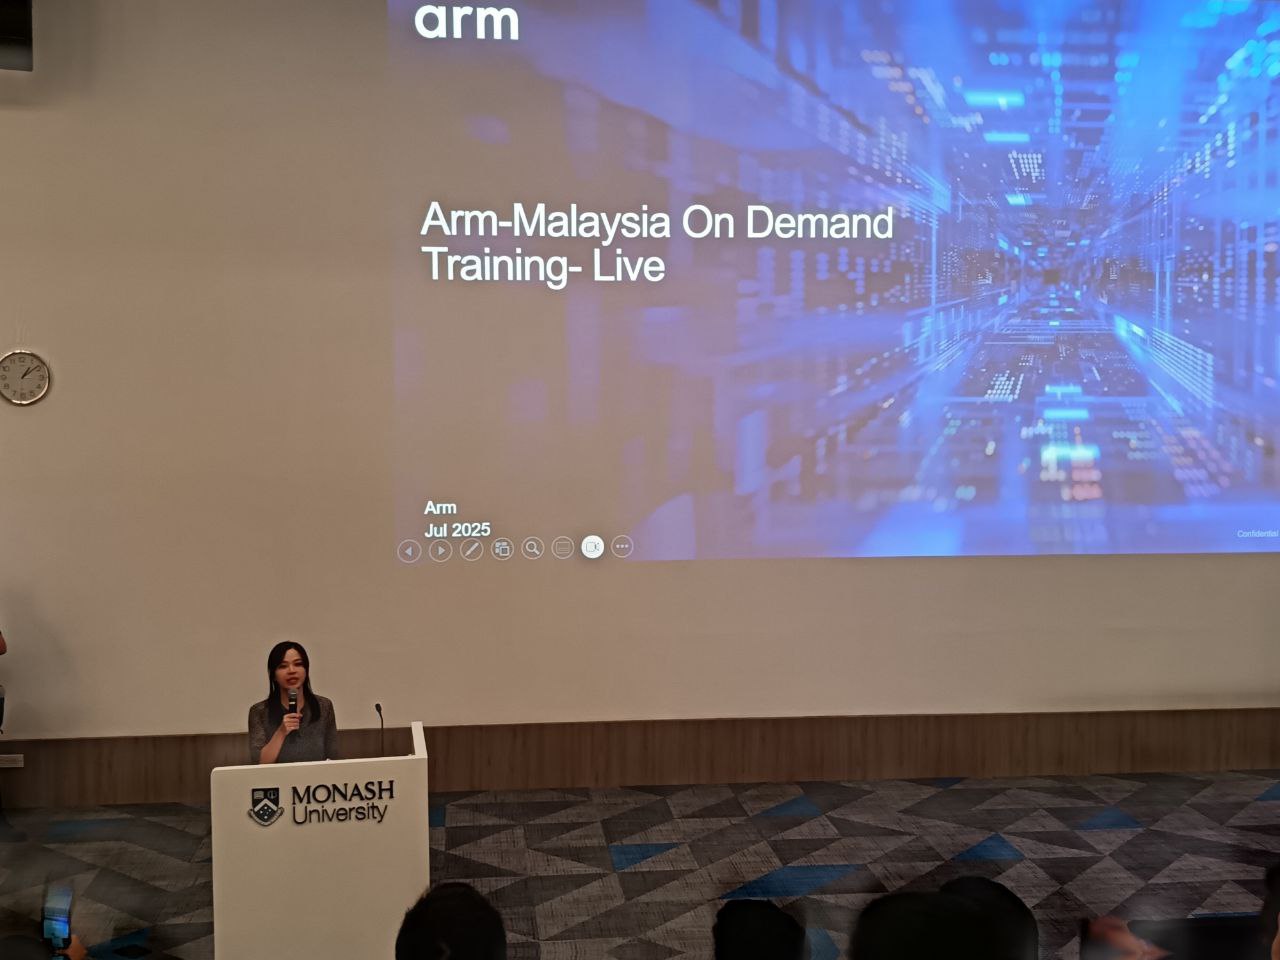 arm
Arm-Malaysia On Demand
Training- Live
Arm
Jul 2025
Confidential
MONASH
University